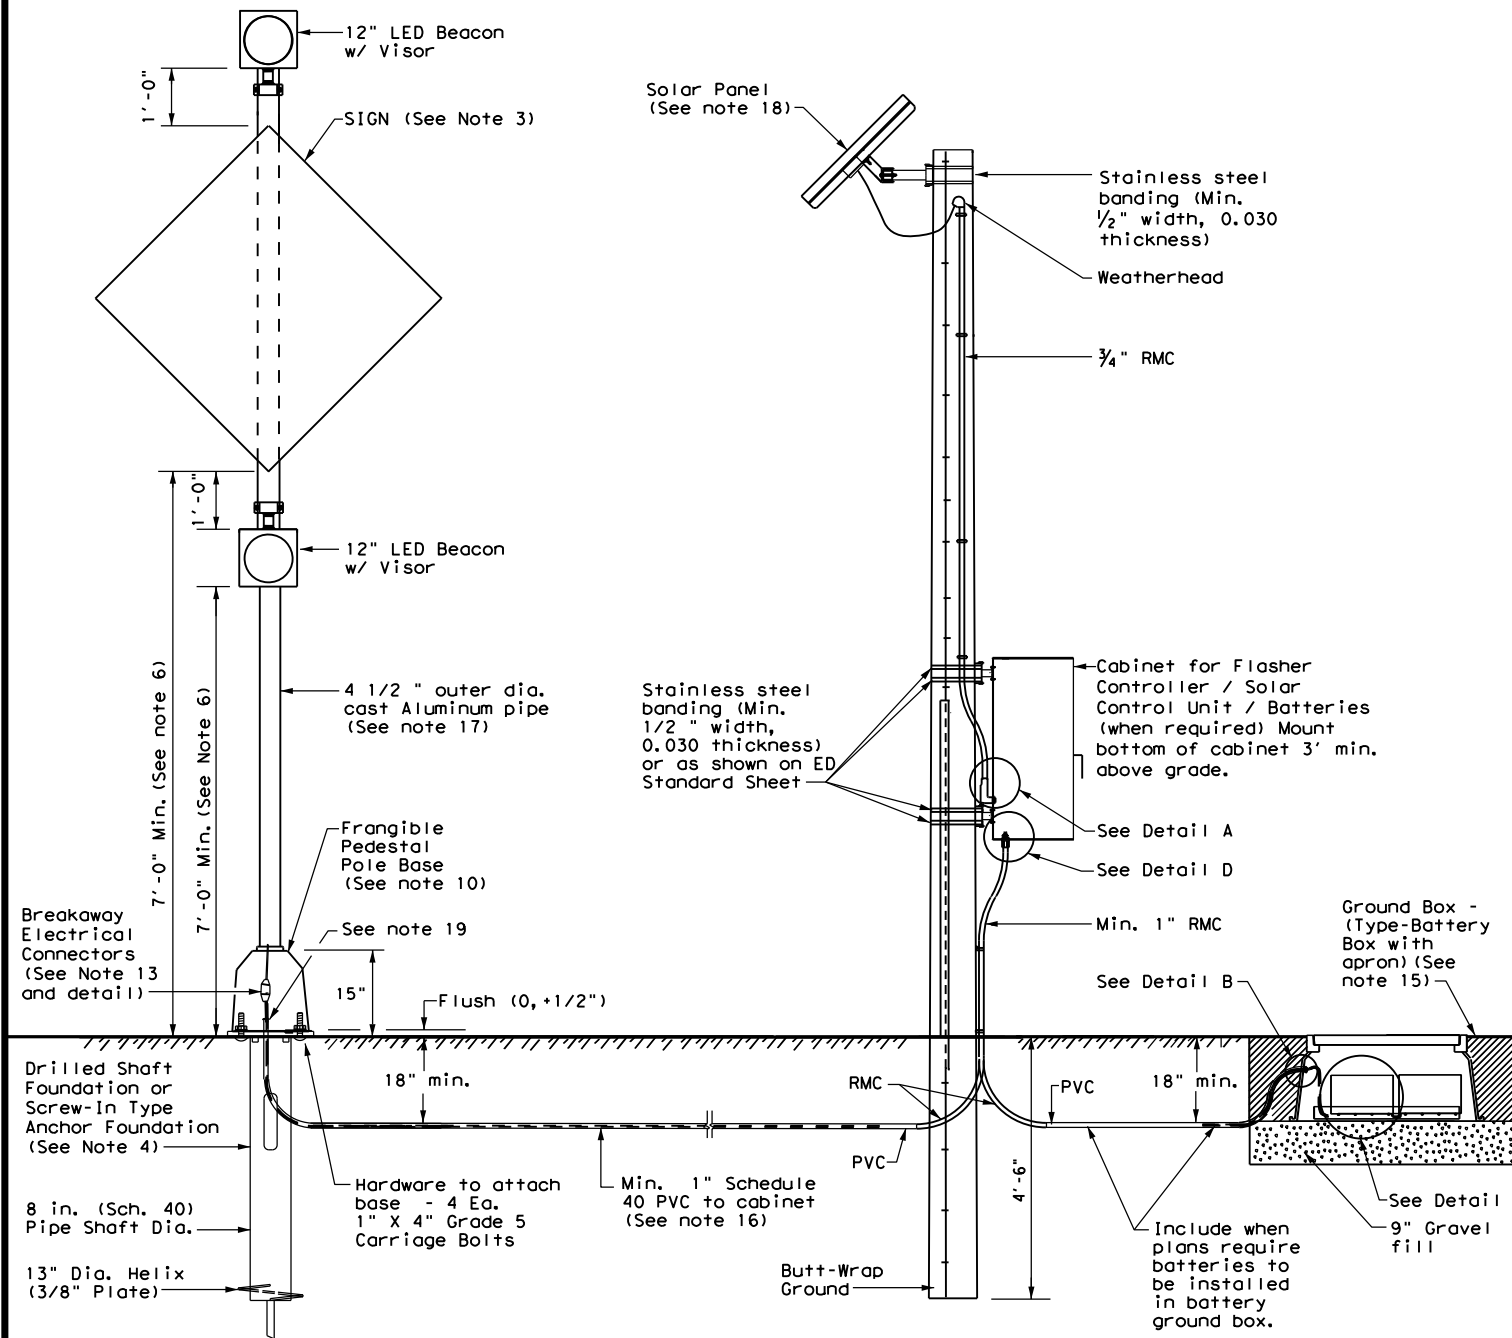 12" LED Beacon
w/ Visor
1'-0"
SIGN (See Note 3)
Solar Panel
(See note 18)
Stainless steel
banding (Min.
1/2" width, 0.030
thickness)
Weatherhead
3/4" RMC
1'-0"
12" LED Beacon
w/ Visor
7'-0" Min. (See note 6)
7'-0" Min. (See Note 6)
4 1/2 " outer dia.
cast Aluminum pipe
(See note 17)
Stainless steel
banding (Min.
1/2 " width,
0.030 thickness)
or as shown on ED
Standard Sheet
Cabinet for Flasher
Controller / Solar
Control Unit / Batteries
(when required) Mount
bottom of cabinet 3' min.
above grade.
See Detail A
See Detail D
Frangible
Pedestal
Pole Base
(See note 10)
Breakaway
Electrical
Connectors
(See Note 13
and detail)
See note 19
15"
Flush (0,+1/2")
Min. 1" RMC
Ground Box -
(Type-Battery
Box with
apron)(See
note 15)
See Detail B
Drilled Shaft
Foundation or
Screw-In Type
Anchor Foundation
(See Note 4)
18" min.
RMC
PVC
18" min.
PVC
4'-6"
8 in. (Sch. 40)
Pipe Shaft Dia.
Hardware to attach
base - 4 Ea.
1" X 4" Grade 5
Carriage Bolts
Min. 1" Schedule
40 PVC to cabinet
(See note 16)
See Detail
9" Gravel
fill
Include when
plans require
batteries to
be installed
in battery
ground box.
13" Dia. Helix
(3/8" Plate)
Butt-Wrap
Ground